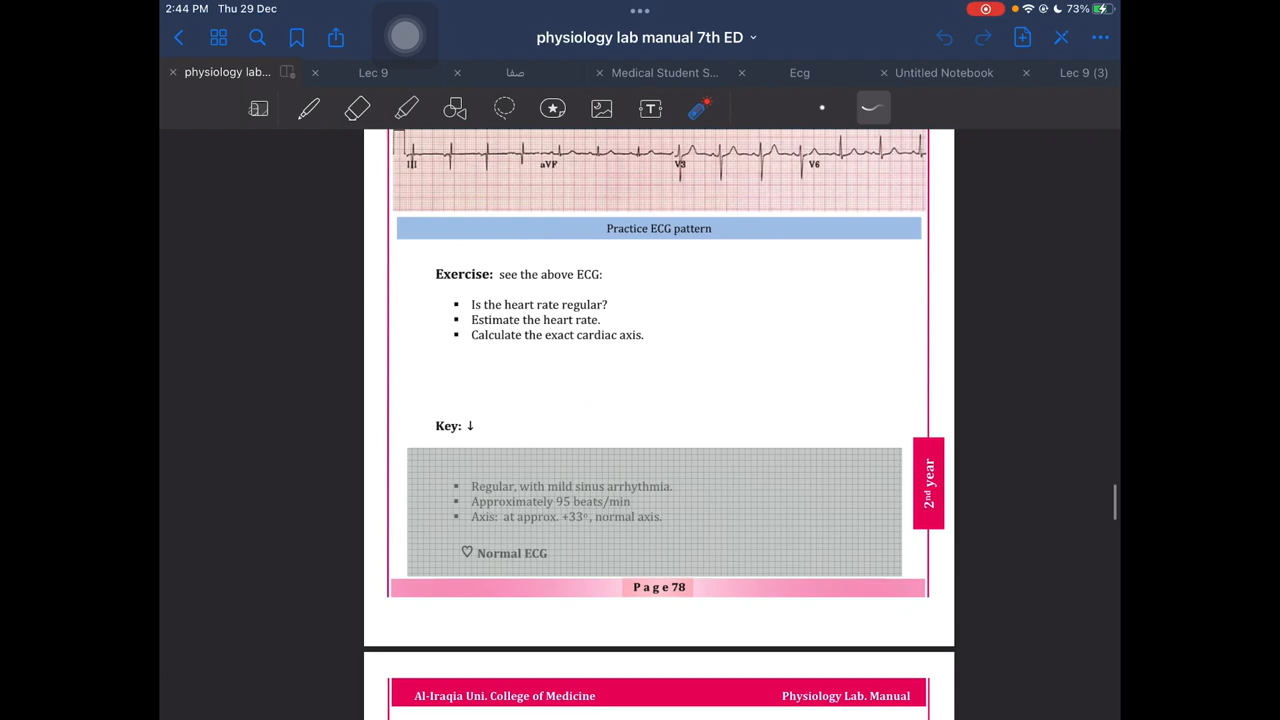 2:44 PM Thu 29 Dec
73%
physiology lab manual 7th ED
physiology lab...
Lec 9
صفا
Medical Student S...
Ecg
Untitled Notebook
Lec 9 (3)
III
aVF
V3
V6
Practice ECG pattern
Exercise: see the above ECG:
▪ Is the heart rate regular?
▪ Estimate the heart rate.
▪ Calculate the exact cardiac axis.
Key: ↓
▪ Regular, with mild sinus arrhythmia.
▪ Approximately 95 beats/min
▪ Axis: at approx. +33º, normal axis.
♡ Normal ECG
2nd year
P a g e 78
Al-Iraqia Uni. College of Medicine
Physiology Lab. Manual